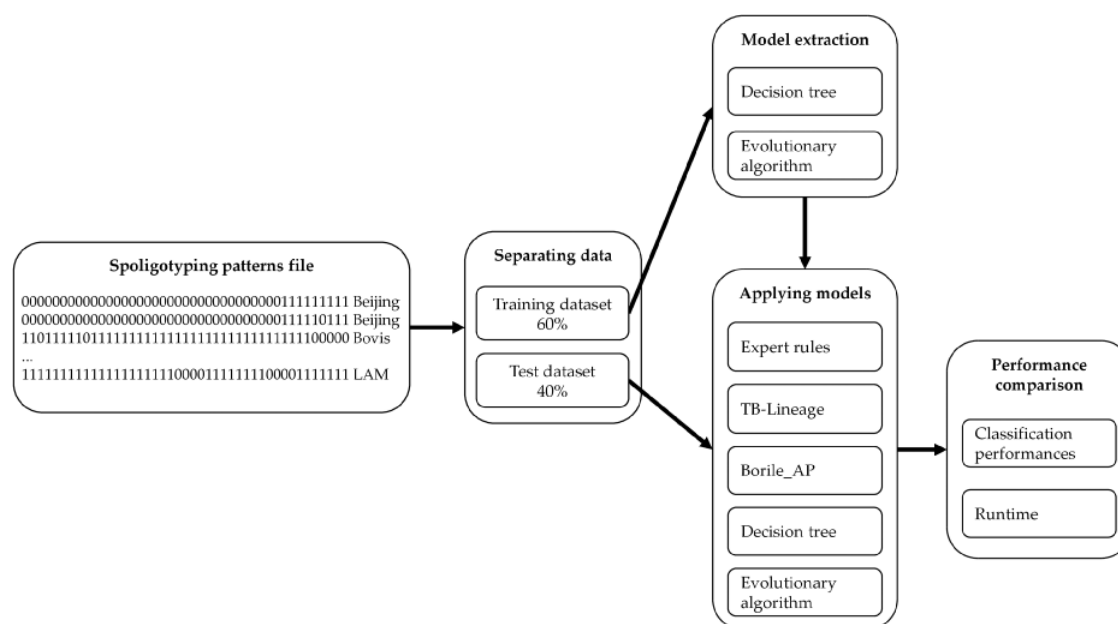 Spoligotyping patterns file
0000000000000000000000000000000000111111111 Beijing
0000000000000000000000000000000000111110111 Beijing
1101111101111111111111111111111111111100000 Bovis
...
1111111111111111111100001111111100001111111 LAM
Separating data
Training dataset
60%
Test dataset
40%
Model extraction
Decision tree
Evolutionary
algorithm
Applying models
Expert rules
TB-Lineage
Borile_AP
Decision tree
Evolutionary
algorithm
Performance
comparison
Classification
performances
Runtime